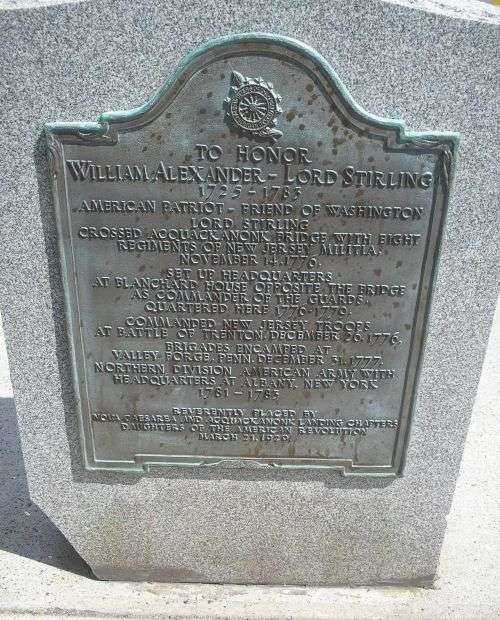 TO HONOR
WILLIAM ALEXANDER - LORD STIRLING
1725-1783
AMERICAN PATRIOT - FRIEND OF WASHINGTON
LORD STIRLING
CROSSED ACQUACKANONK BRIDGE WITH EIGHT
REGIMENTS OF NEW JERSEY MILITIA.
NOVEMBER 14.1776.
SET UP HEADQUARTERS
AT BLANCHARD HOUSE OPPOSITE THE BRIDGE
AS COMMANDER OF THE GUARDS
QUARTERED HERE 1776-1779.
COMMANDED NEW JERSEY TROOPS
AT BATTLE OF TRENTON, DECEMBER 26, 1776.
BRIGADES ENCAMPED AT
VALLEY FORGE, PENN. DECEMBER 31, 1777.
NORTHERN DIVISION AMERICAN ARMY WITH
HEADQUARTERS AT ALBANY, NEW YORK
1781-1783
REVERENTLY PLACED BY
NOVA CAESAREA AND ACQUACKANONK LANDING CHAPTERS
DAUGHTERS OF THE AMERICAN REVOLUTION
MARCH 21, 1929.